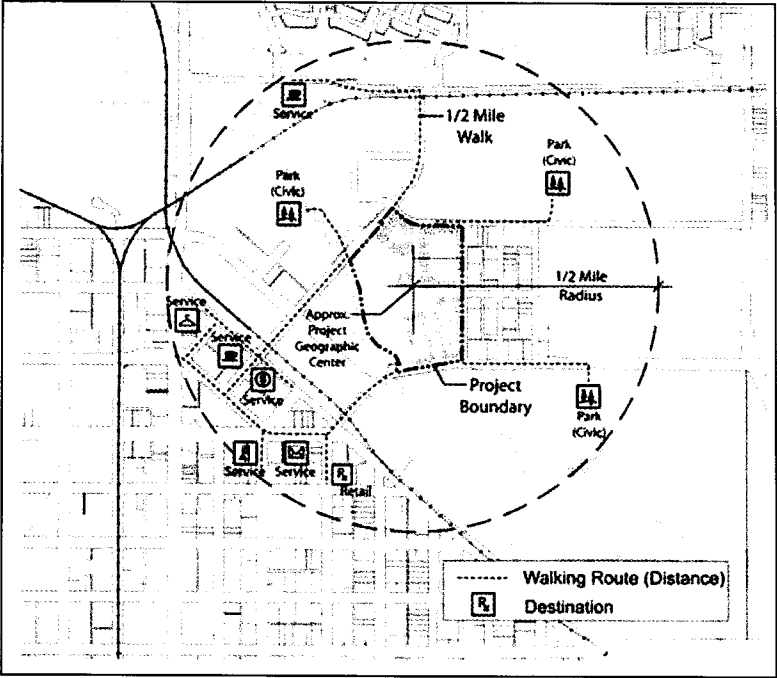 Service
1/2 Mile
Walk
Park
(Civic)
Park
(Civic)
1/2 Mile
Radius
Service
Approx.
Project
Geographic
Center
Service
Service
Project
Boundary
Park
(Civic)
Service
Service
Rx
Retail
Walking Route (Distance)
Rx
Destination